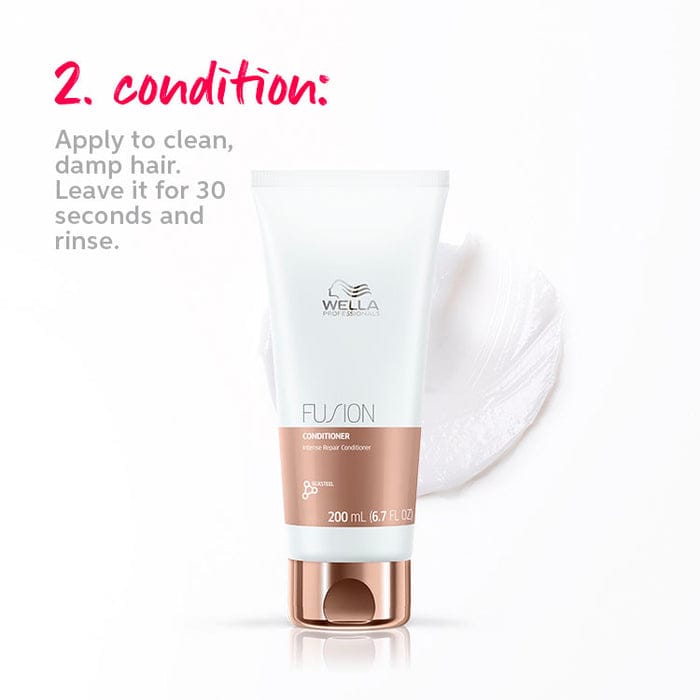 2. condition:
Apply to clean,
damp hair.
Leave it for 30
seconds and
rinse.
WELLA
PROFESSIONALS
FUSION
CONDITIONER
Intense Repair Conditioner
SILKSTEEL
200 mL (6.7 FL OZ)